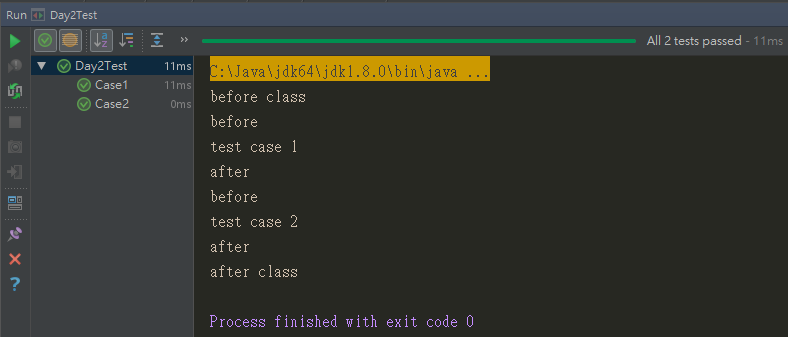 Run Day2Test
All 2 tests passed - 11ms
Day2Test 11ms
Case1 11ms
Case2 0ms
C:\Java\jdk64\jdk1.8.0\bin\java ...
before class
before
test case 1
after
before
test case 2
after
after class
Process finished with exit code 0